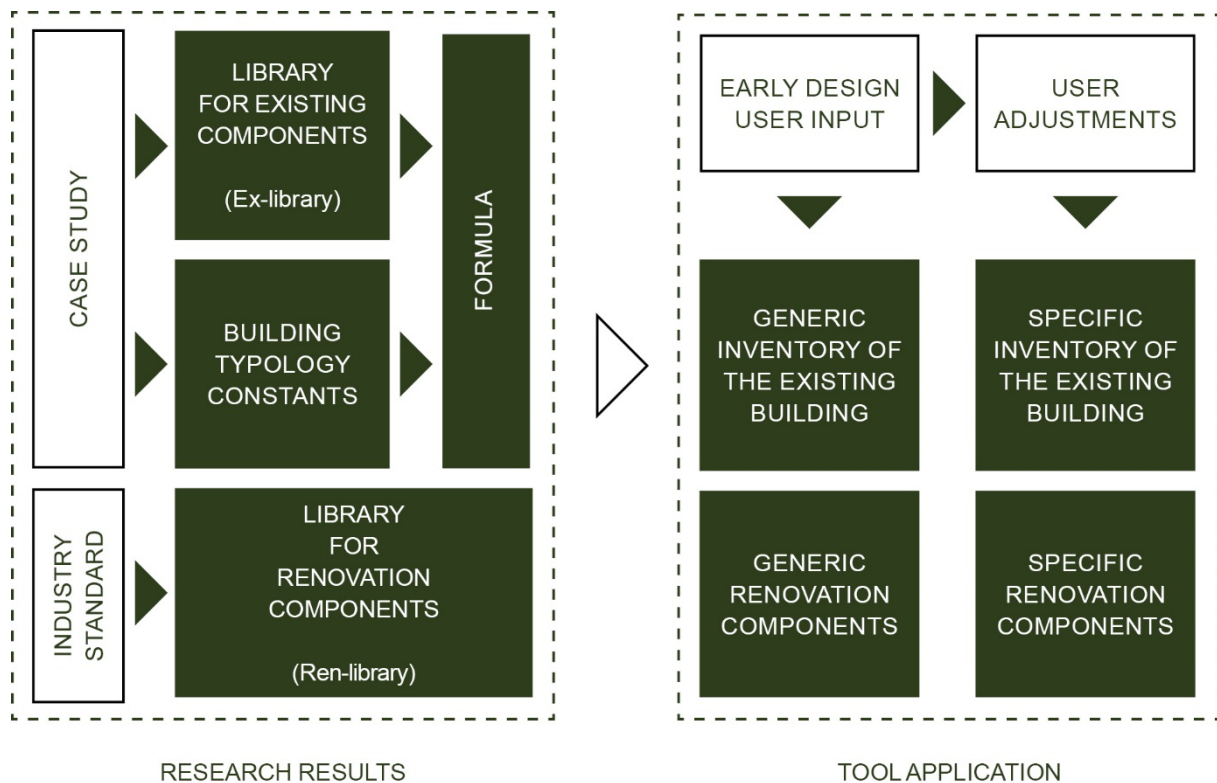 CASE STUDY
LIBRARY
FOR EXISTING
COMPONENTS
(Ex-library)
BUILDING
TYPOLOGY
CONSTANTS
FORMULA
INDUSTRY
STANDARD
LIBRARY
FOR
RENOVATION
COMPONENTS
(Ren-library)
RESEARCH RESULTS
EARLY DESIGN
USER INPUT
USER
ADJUSTMENTS
GENERIC
INVENTORY OF
THE EXISTING
BUILDING
SPECIFIC
INVENTORY OF
THE EXISTING
BUILDING
GENERIC
RENOVATION
COMPONENTS
SPECIFIC
RENOVATION
COMPONENTS
TOOL APPLICATION